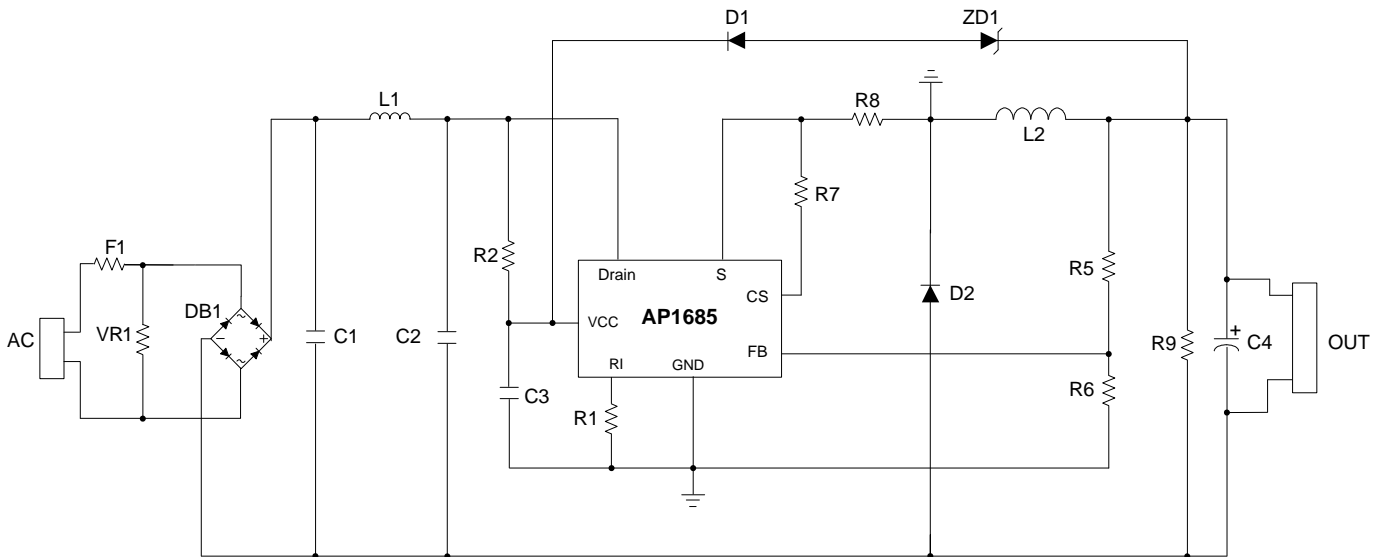 D1
ZD1
L1
R8
L2
R7
F1
R2
Drain
S
R5
DB1
CS
D2
AP1685
AC
VR1
−
~
~
+
C1
C2
VCC
+
R9
C4
OUT
FB
RI
GND
C3
R6
R1